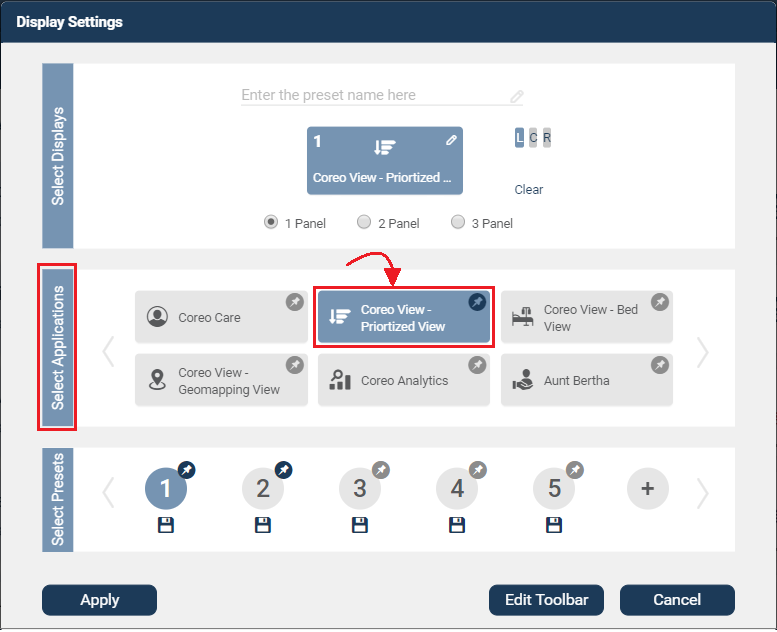 Display Settings
Select Displays
Enter the preset name here
1
Coreo View - Priortized ...
L C R
Clear
1 Panel
2 Panel
3 Panel
Select Applications
Coreo Care
Coreo View -
Priortized View
Coreo View - Bed
View
Coreo View -
Geomapping View
Coreo Analytics
Aunt Bertha
Select Presets
1
2
3
4
5
+
Apply
Edit Toolbar
Cancel